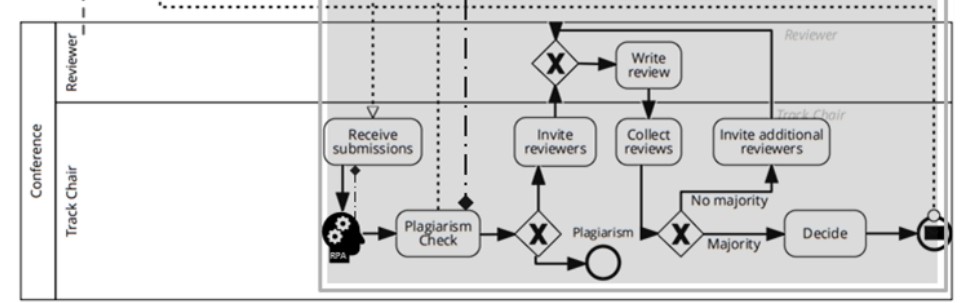 Conference
Reviewer
Track Chair
Reviewer
X
Write
review
Track Chair
Receive
submissions
Invite
reviewers
Collect
reviews
Invite additional
reviewers
No majority
RPA
Plagiarism
Check
X
Plagiarism
X
Majority
Decide